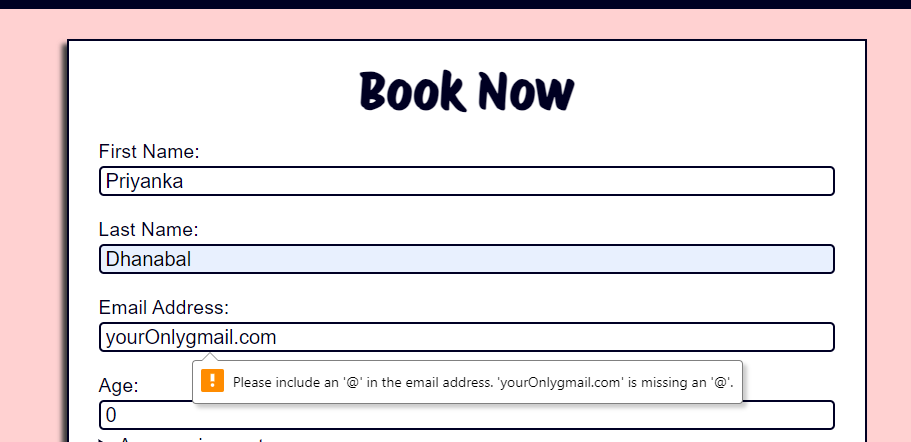 Book Now
First Name:
Priyanka
Last Name:
Dhanabal
Email Address:
yourOnlygmail.com
Please include an '@' in the email address. 'yourOnlygmail.com' is missing an '@'.
Age:
0